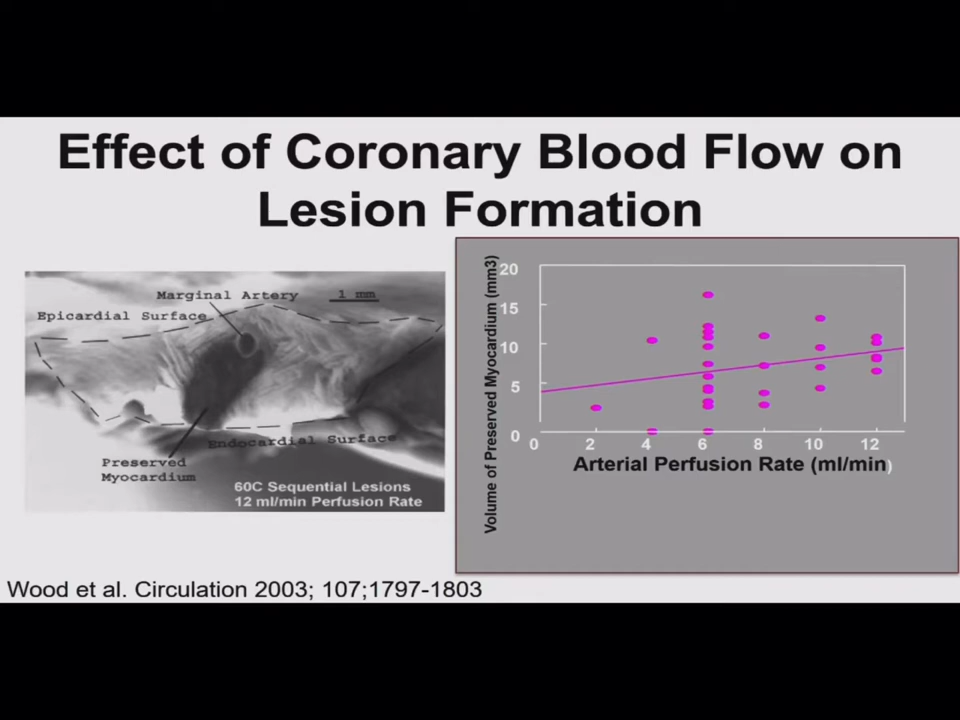 Effect of Coronary Blood Flow on
Lesion Formation
Marginal Artery
1 mm
Epicardial Surface
Endocardial Surface
Preserved
Myocardium
60C Sequential Lesions
12 ml/min Perfusion Rate
Volume of Preserved Myocardium (mm3)
20
15
10
5
0
0 2 4 6 8 10 12
Arterial Perfusion Rate (ml/min)
Wood et al. Circulation 2003; 107;1797-1803